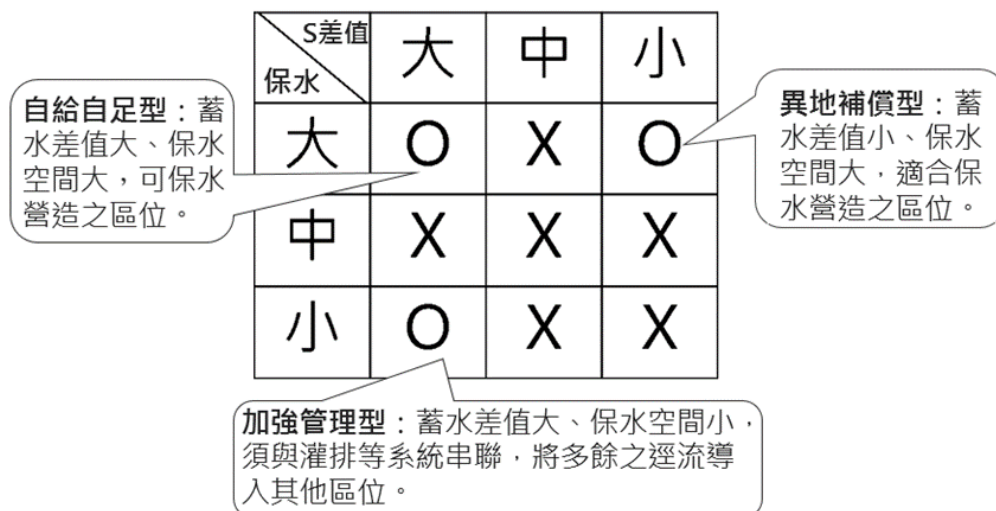 S差值
保水
大
中
小
大
O
X
O
中
X
X
X
小
O
X
X
自給自足型：蓄
水差值大、保水
空間大，可保水
營造之區位。
異地補償型：蓄
水差值小、保水
空間大，適合保
水營造之區位。
加強管理型：蓄水差值大、保水空間小，
須與灌排等系統串聯，將多餘之逕流導
入其他區位。